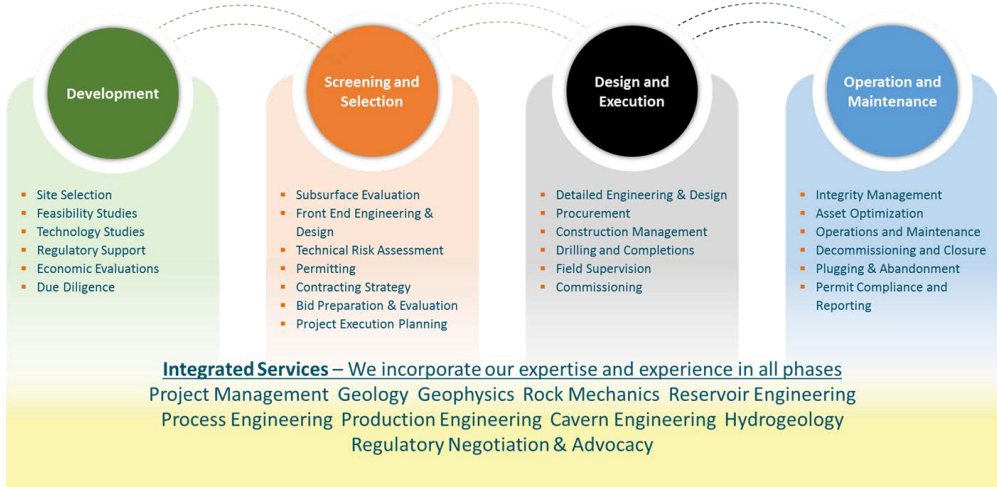 Development
▪ Site Selection
▪ Feasibility Studies
▪ Technology Studies
▪ Regulatory Support
▪ Economic Evaluations
▪ Due Diligence
Screening and
Selection
▪ Subsurface Evaluation
▪ Front End Engineering &
Design
▪ Technical Risk Assessment
▪ Permitting
▪ Contracting Strategy
▪ Bid Preparation & Evaluation
▪ Project Execution Planning
Design and
Execution
▪ Detailed Engineering & Design
▪ Procurement
▪ Construction Management
▪ Drilling and Completions
▪ Field Supervision
▪ Commissioning
Operation and
Maintenance
▪ Integrity Management
▪ Asset Optimization
▪ Operations and Maintenance
▪ Decommissioning and Closure
▪ Plugging & Abandonment
▪ Permit Compliance and
Reporting
Integrated Services – We incorporate our expertise and experience in all phases
Project Management Geology Geophysics Rock Mechanics Reservoir Engineering
Process Engineering Production Engineering Cavern Engineering Hydrogeology
Regulatory Negotiation & Advocacy